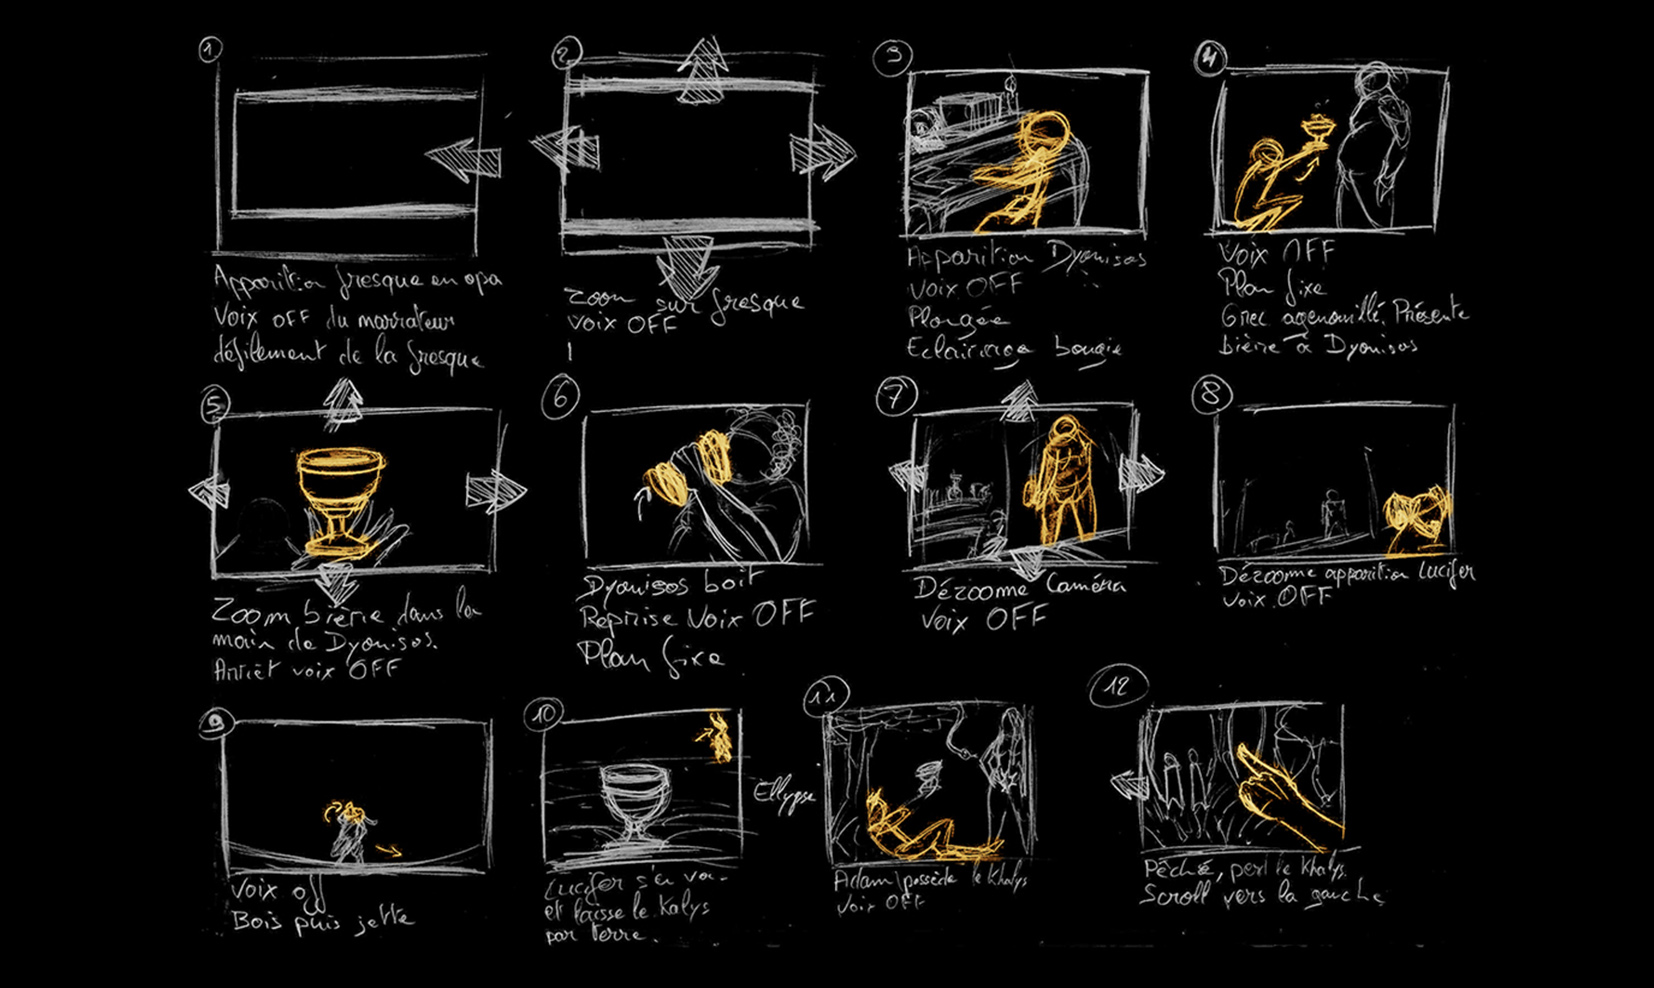 1
Apparition fresque en opa
Voix OFF du narrateur
défilement de la fresque
2
Zoom sur fresque
Voix OFF
3
Apparition Dyonisos
Voix OFF
Plongée
Eclairage bougie
4
Voix OFF
Plan fixe
Grec agenouillé. Présente
bière à Dyonisos
5
Zoom bière dans la
main de Dyonisos.
Arrêt voix OFF
6
Dyonisos boit
Reprise Voix OFF
Plan fixe
7
Dézoome Caméra
Voix OFF
8
Dézoome apparition Lucifer
Voix OFF
9
Voix off
Bois puis jette
10
Lucifer s'en va
et laisse le Kalys
par terre.
Ellypse
11
Adam possède le Khalys
Voix OFF
12
Péché, perd le Khalys.
Scroll vers la gauche